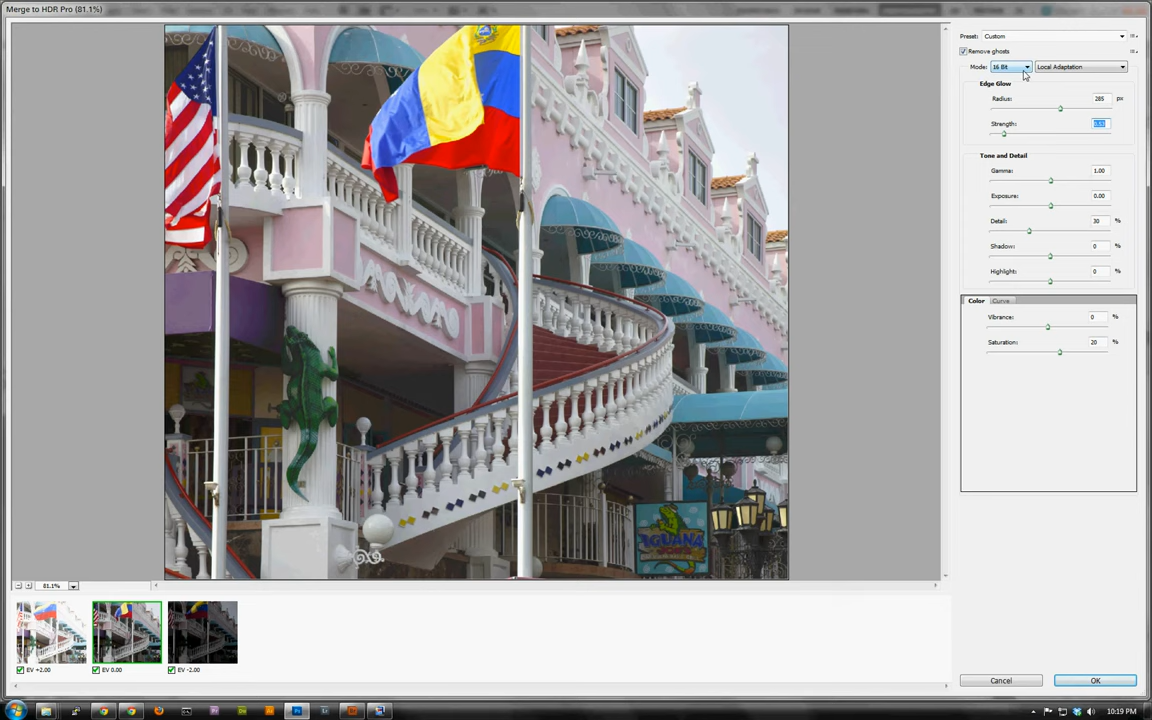 Merge to HDR Pro (81.1%)
Preset: Custom
Remove ghosts
Mode: 16 Bit Local Adaptation
Edge Glow
Radius: 285 px
Strength:
Tone and Detail
Gamma: 1.00
Exposure: 0.00
Detail: 30 %
Shadow: 0 %
Highlight: 0 %
Color Curve
Vibrance: 0 %
Saturation: 20 %
IGUANA
81.1%
EV +2.00 EV 0.00 EV -2.00
Cancel OK
10:19 PM